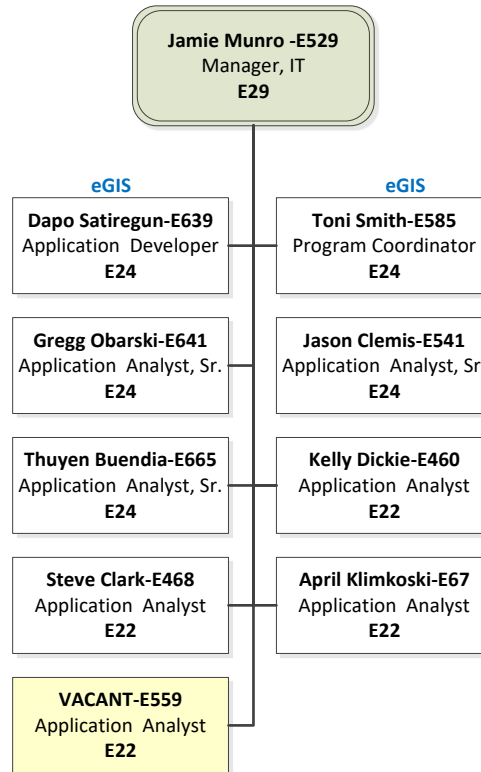 Jamie Munro -E529
Manager, IT
E29
eGIS
Dapo Satiregun-E639
Application Developer
E24
Gregg Obarski-E641
Application Analyst, Sr.
E24
Thuyen Buendia-E665
Application Analyst, Sr.
E24
Steve Clark-E468
Application Analyst
E22
VACANT-E559
Application Analyst
E22
eGIS
Toni Smith-E585
Program Coordinator
E24
Jason Clemis-E541
Application Analyst, Sr
E24
Kelly Dickie-E460
Application Analyst
E22
April Klimkoski-E67
Application Analyst
E22